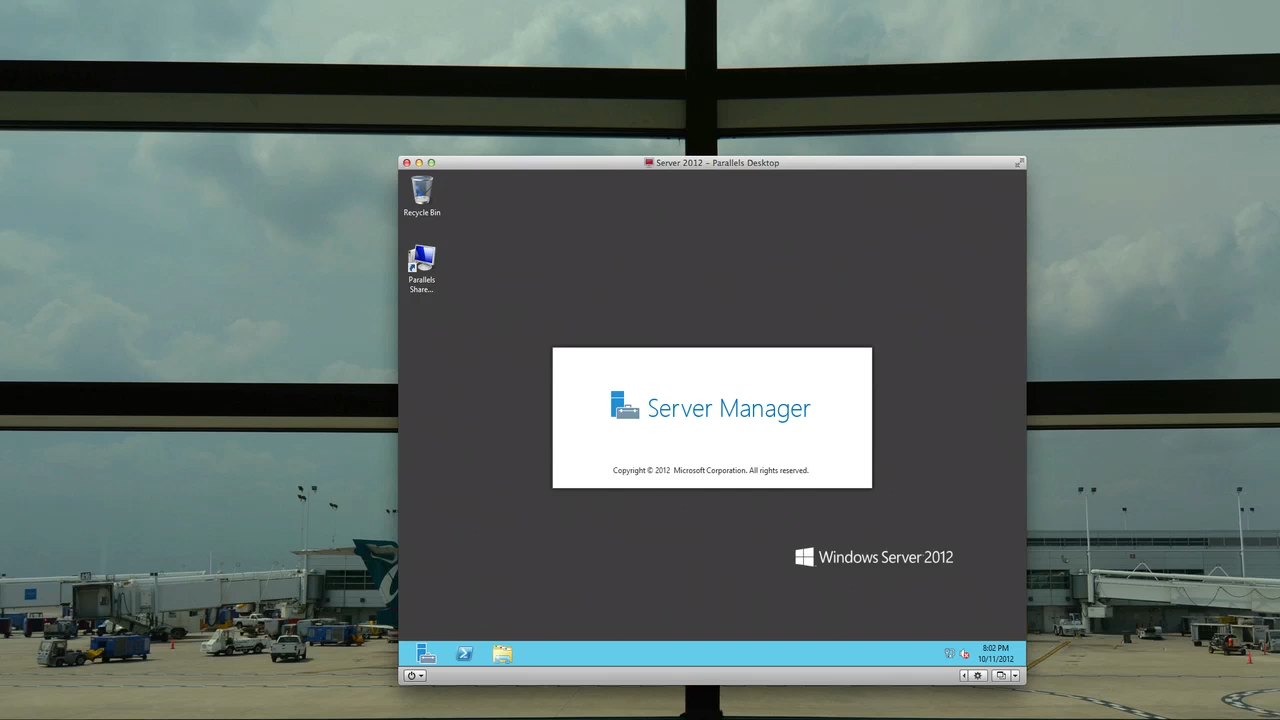 Server 2012 - Parallels Desktop
Recycle Bin
Parallels
Share...
Server Manager
Copyright © 2012 Microsoft Corporation. All rights reserved.
Windows Server 2012
8:02 PM
10/11/2012